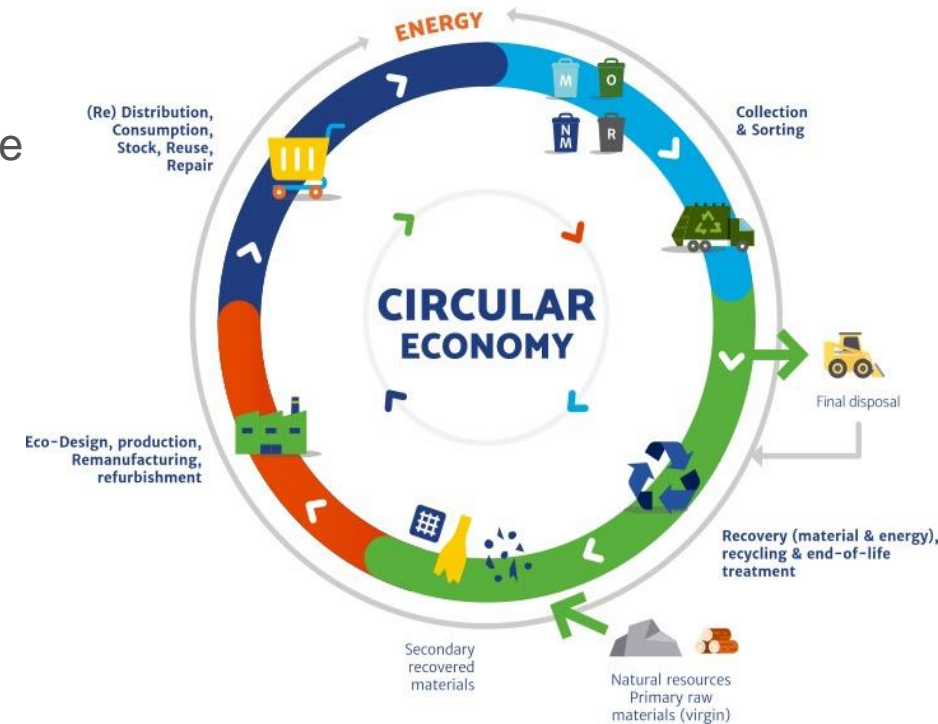 ENERGY
e
(Re) Distribution,
Consumption,
Stock, Reuse,
Repair
M
O
N
M
R
Collection
& Sorting
CIRCULAR
ECONOMY
Final disposal
Eco-Design, production,
Remanufacturing,
refurbishment
Recovery (material & energy),
recycling & end-of-life
treatment
Secondary
recovered
materials
Natural resources
Primary raw
materials (virgin)